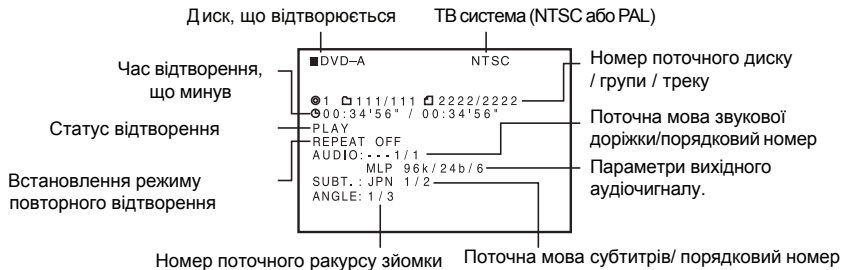 Диск, що відтворюється
ТВ система (NTSC або PAL)
Час відтворення,
що минув
Статус відтворення
Встановлення режиму
повторного відтворення
DVD–A NTSC
1 111/111 2222/2222
00:34'56" / 00:34'56"
PLAY
REPEAT OFF
AUDIO: - - - 1/1
MLP 96k/24b/6
SUBT. : JPN 1/2
ANGLE: 1/3
Номер поточного диску
/ групи / треку
Поточна мова звукової
доріжки/порядковий номер
Параметри вихідного
аудіочигналу.
Номер поточного ракурсу зйомки
Поточна мова субтитрів/ порядковий номер